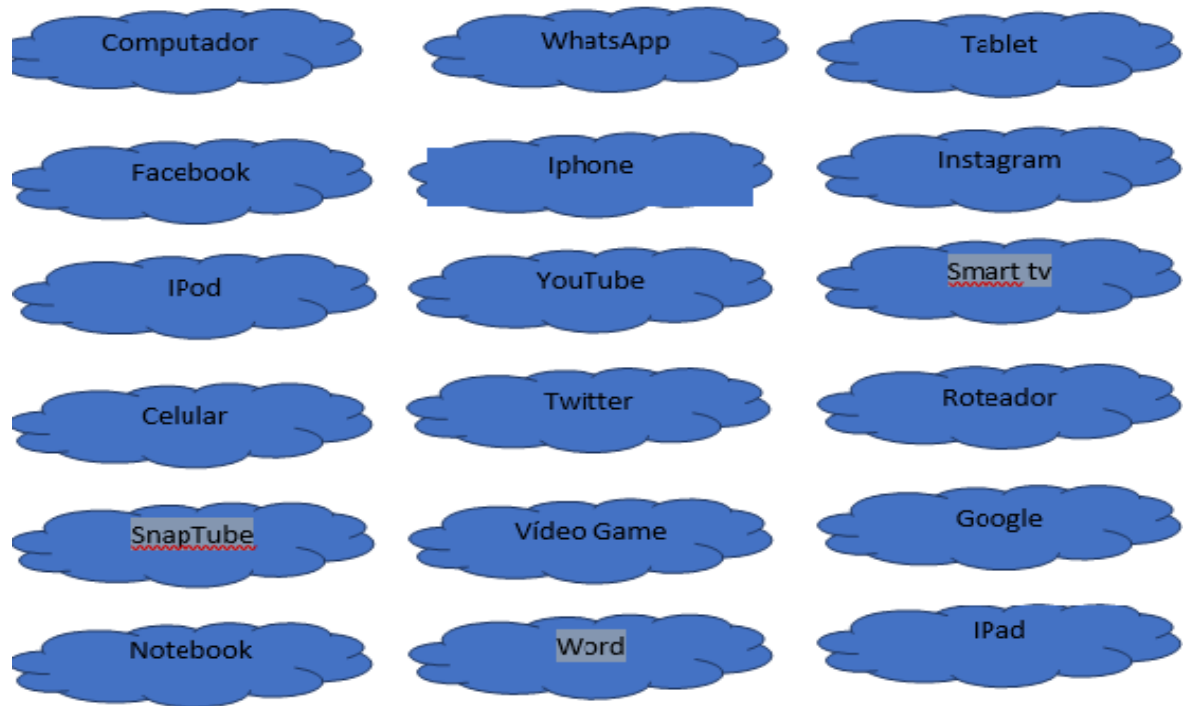 Computador
WhatsApp
Tablet
Facebook
Iphone
Instagram
IPod
YouTube
Smart tv
Celular
Twitter
Roteador
SnapTube
Vídeo Game
Google
Notebook
Word
IPad